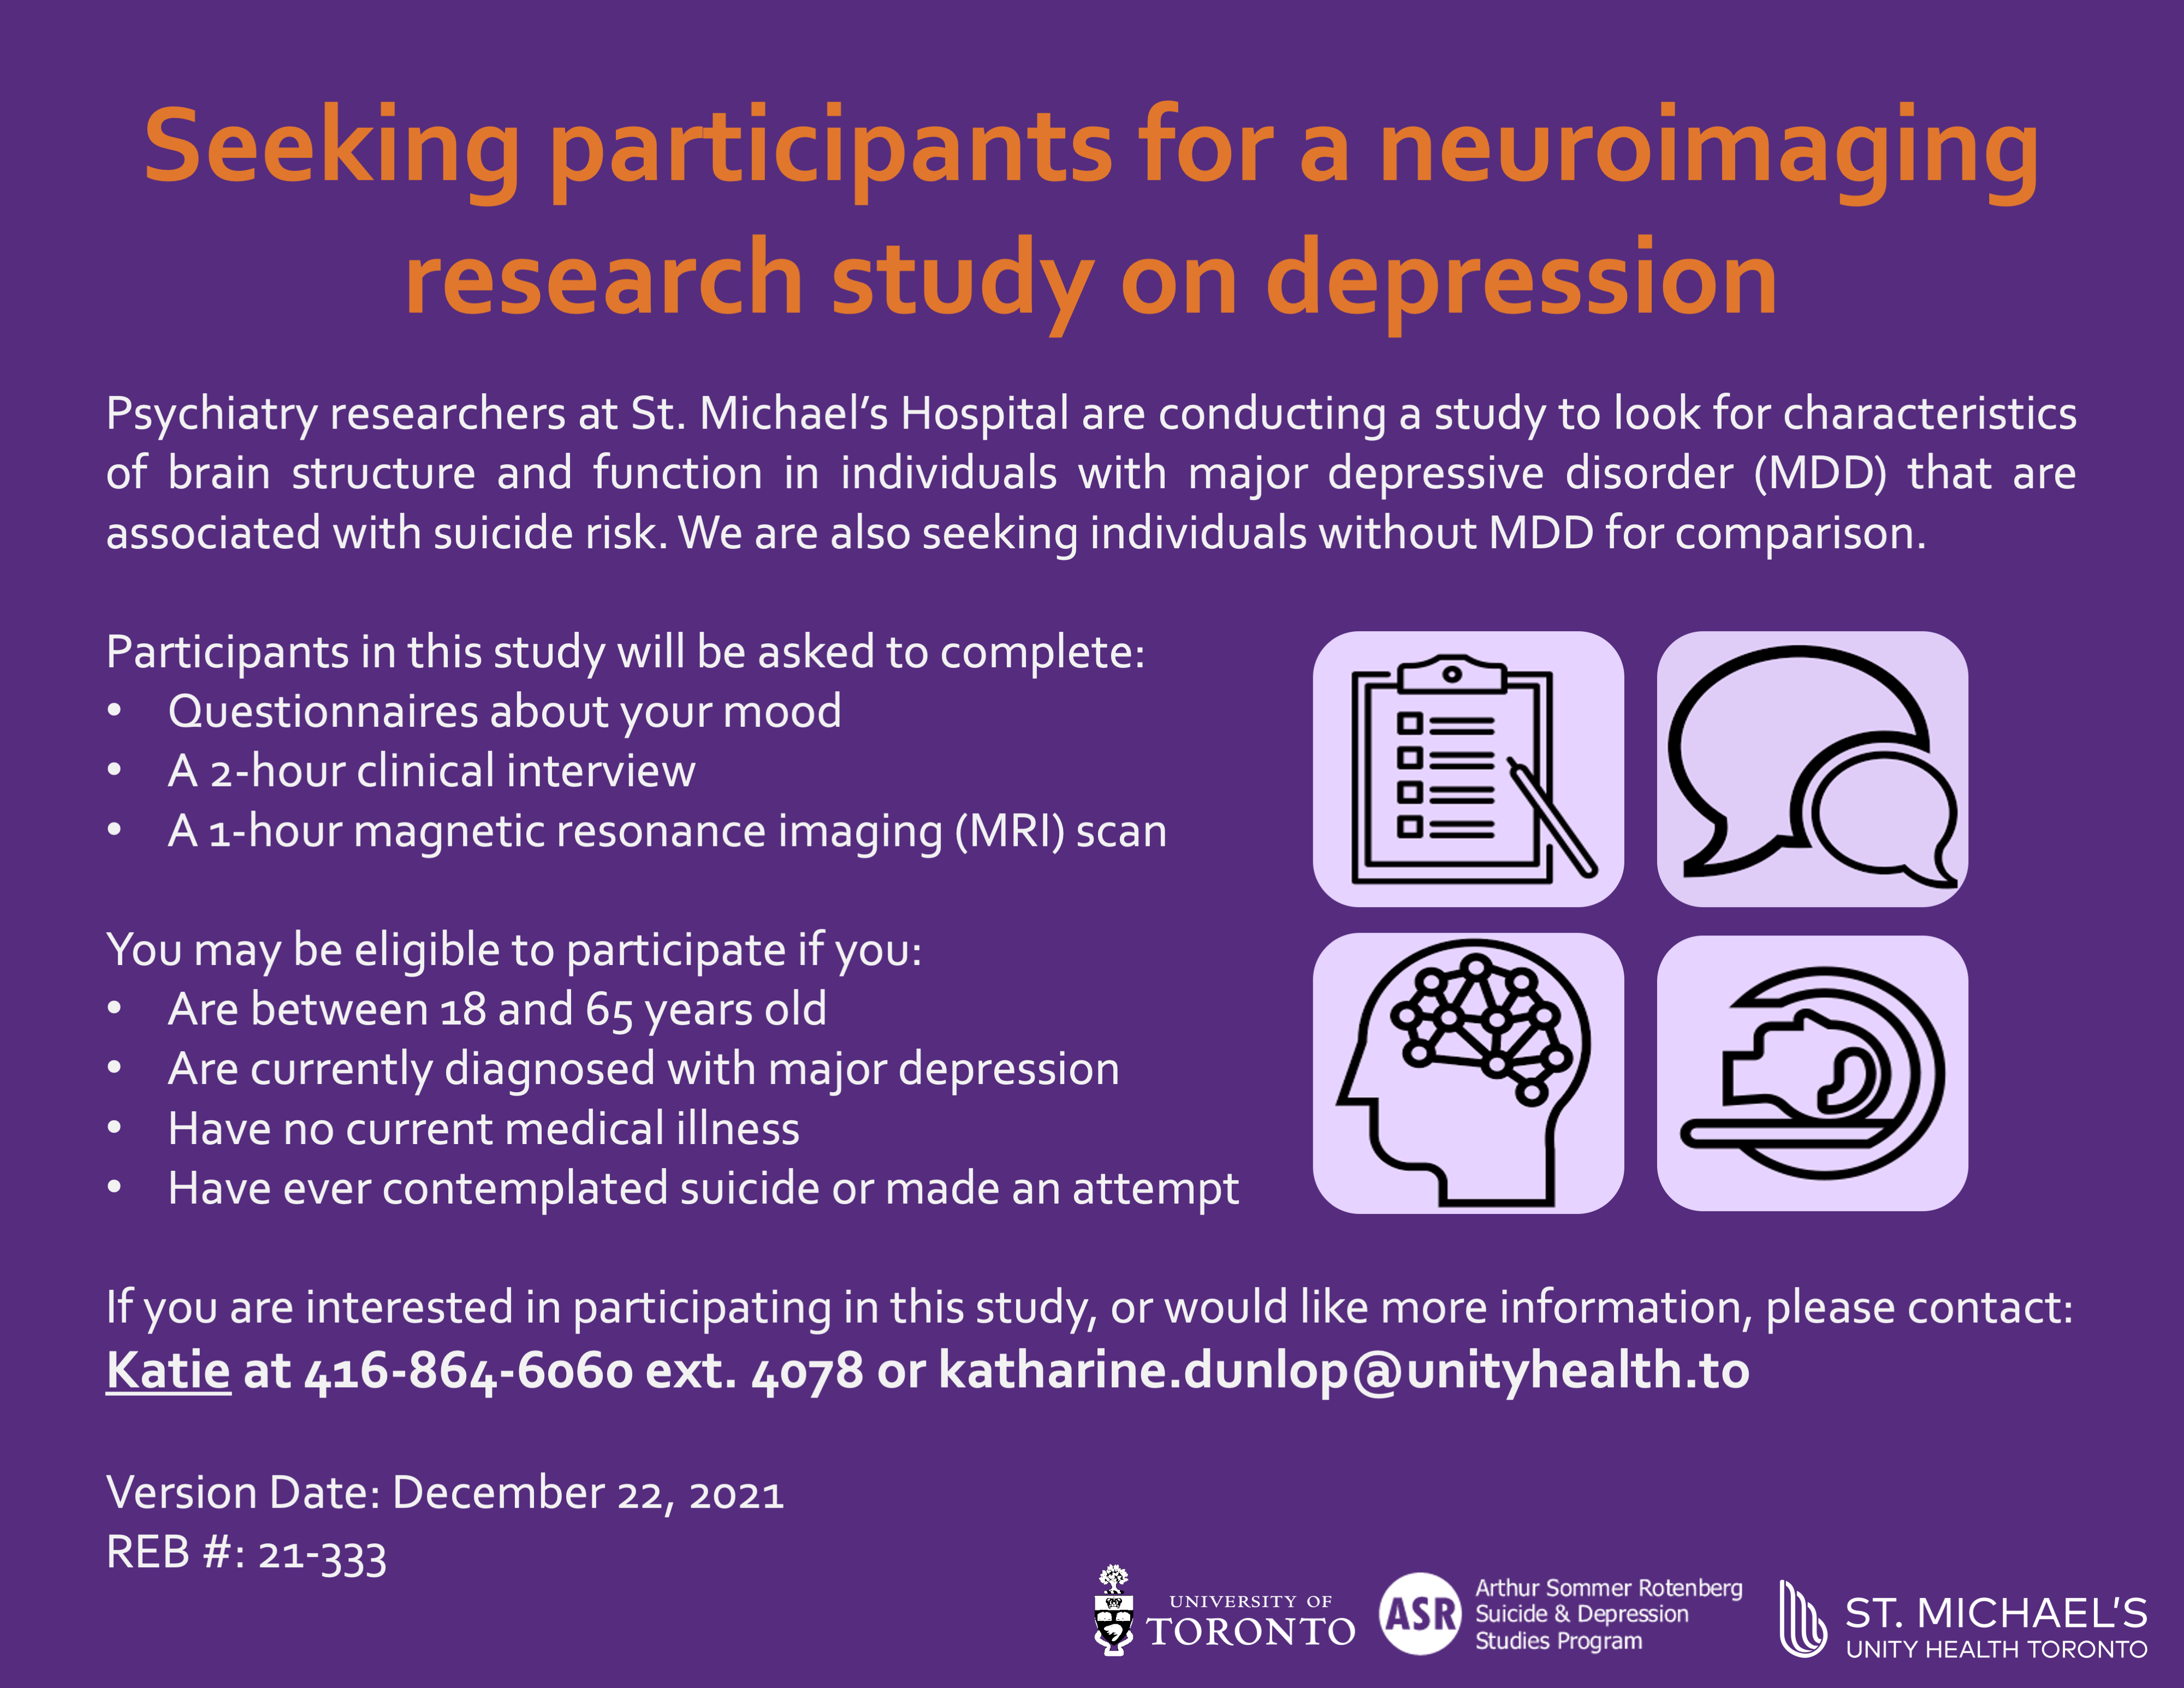 Seeking participants for a neuroimaging
research study on depression
Psychiatry researchers at St. Michael’s Hospital are conducting a study to look for characteristics
of brain structure and function in individuals with major depressive disorder (MDD) that are
associated with suicide risk. We are also seeking individuals without MDD for comparison.
Participants in this study will be asked to complete:
• Questionnaires about your mood
• A 2-hour clinical interview
• A 1-hour magnetic resonance imaging (MRI) scan
You may be eligible to participate if you:
• Are between 18 and 65 years old
• Are currently diagnosed with major depression
• Have no current medical illness
• Have ever contemplated suicide or made an attempt
If you are interested in participating in this study, or would like more information, please contact:
Katie at 416-864-6060 ext. 4078 or katharine.dunlop@unityhealth.to
Version Date: December 22, 2021
REB #: 21-333
UNIVERSITY OF
TORONTO
ASR
Arthur Sommer Rotenberg
Suicide & Depression
Studies Program
ST. MICHAEL'S
UNITY HEALTH TORONTO